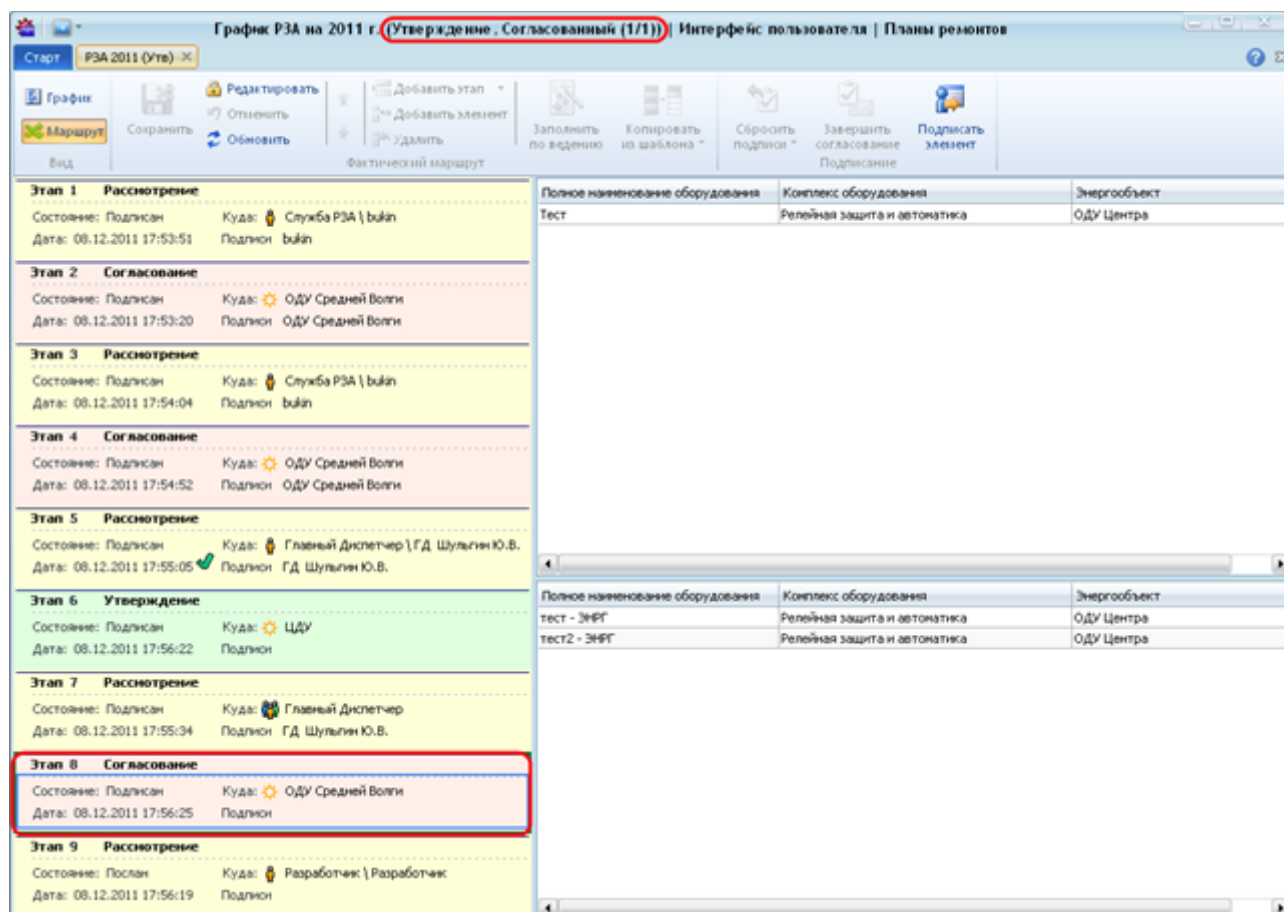 График РЗА на 2011 г. (Утверждение , Согласованный (1/1)) | Интерфейс пользователя | Планы ремонтов
Старт РЗА 2011 (Утв)
График
Маршрут
Вид
Сохранить
Редактировать
Отменить
Обновить
Добавить этап
Добавить элемент
Удалить
Фактический маршрут
Заполнить по ведению
Копировать из шаблона
Сбросить подписи
Завершить согласование
Подписать элемент
Подписание
Этап 1 Рассмотрение
Состояние: Подписан Куда: Служба РЗА \ bukin
Дата: 08.12.2011 17:53:51 Подписи bukin
Этап 2 Согласование
Состояние: Подписан Куда: ОДУ Средней Волги
Дата: 08.12.2011 17:53:20 Подписи ОДУ Средней Волги
Этап 3 Рассмотрение
Состояние: Подписан Куда: Служба РЗА \ bukin
Дата: 08.12.2011 17:54:04 Подписи bukin
Этап 4 Согласование
Состояние: Подписан Куда: ОДУ Средней Волги
Дата: 08.12.2011 17:54:52 Подписи ОДУ Средней Волги
Этап 5 Рассмотрение
Состояние: Подписан Куда: Главный Диспетчер \ ГД Шульгин Ю.В.
Дата: 08.12.2011 17:55:05 Подписи ГД Шульгин Ю.В.
Этап 6 Утверждение
Состояние: Подписан Куда: ЦДУ
Дата: 08.12.2011 17:56:22 Подписи
Этап 7 Рассмотрение
Состояние: Подписан Куда: Главный Диспетчер
Дата: 08.12.2011 17:55:34 Подписи ГД Шульгин Ю.В.
Этап 8 Согласование
Состояние: Подписан Куда: ОДУ Средней Волги
Дата: 08.12.2011 17:56:25 Подписи
Этап 9 Рассмотрение
Состояние: Послан Куда: Разработчик \ Разработчик
Дата: 08.12.2011 17:56:19 Подписи
Полное наименование оборудования Комплекс оборудования Энергообъект
Тест Релейная защита и автоматика ОДУ Центра
Полное наименование оборудования Комплекс оборудования Энергообъект
тест - ЭНРГ Релейная защита и автоматика ОДУ Центра
тест2 - ЭНРГ Релейная защита и автоматика ОДУ Центра